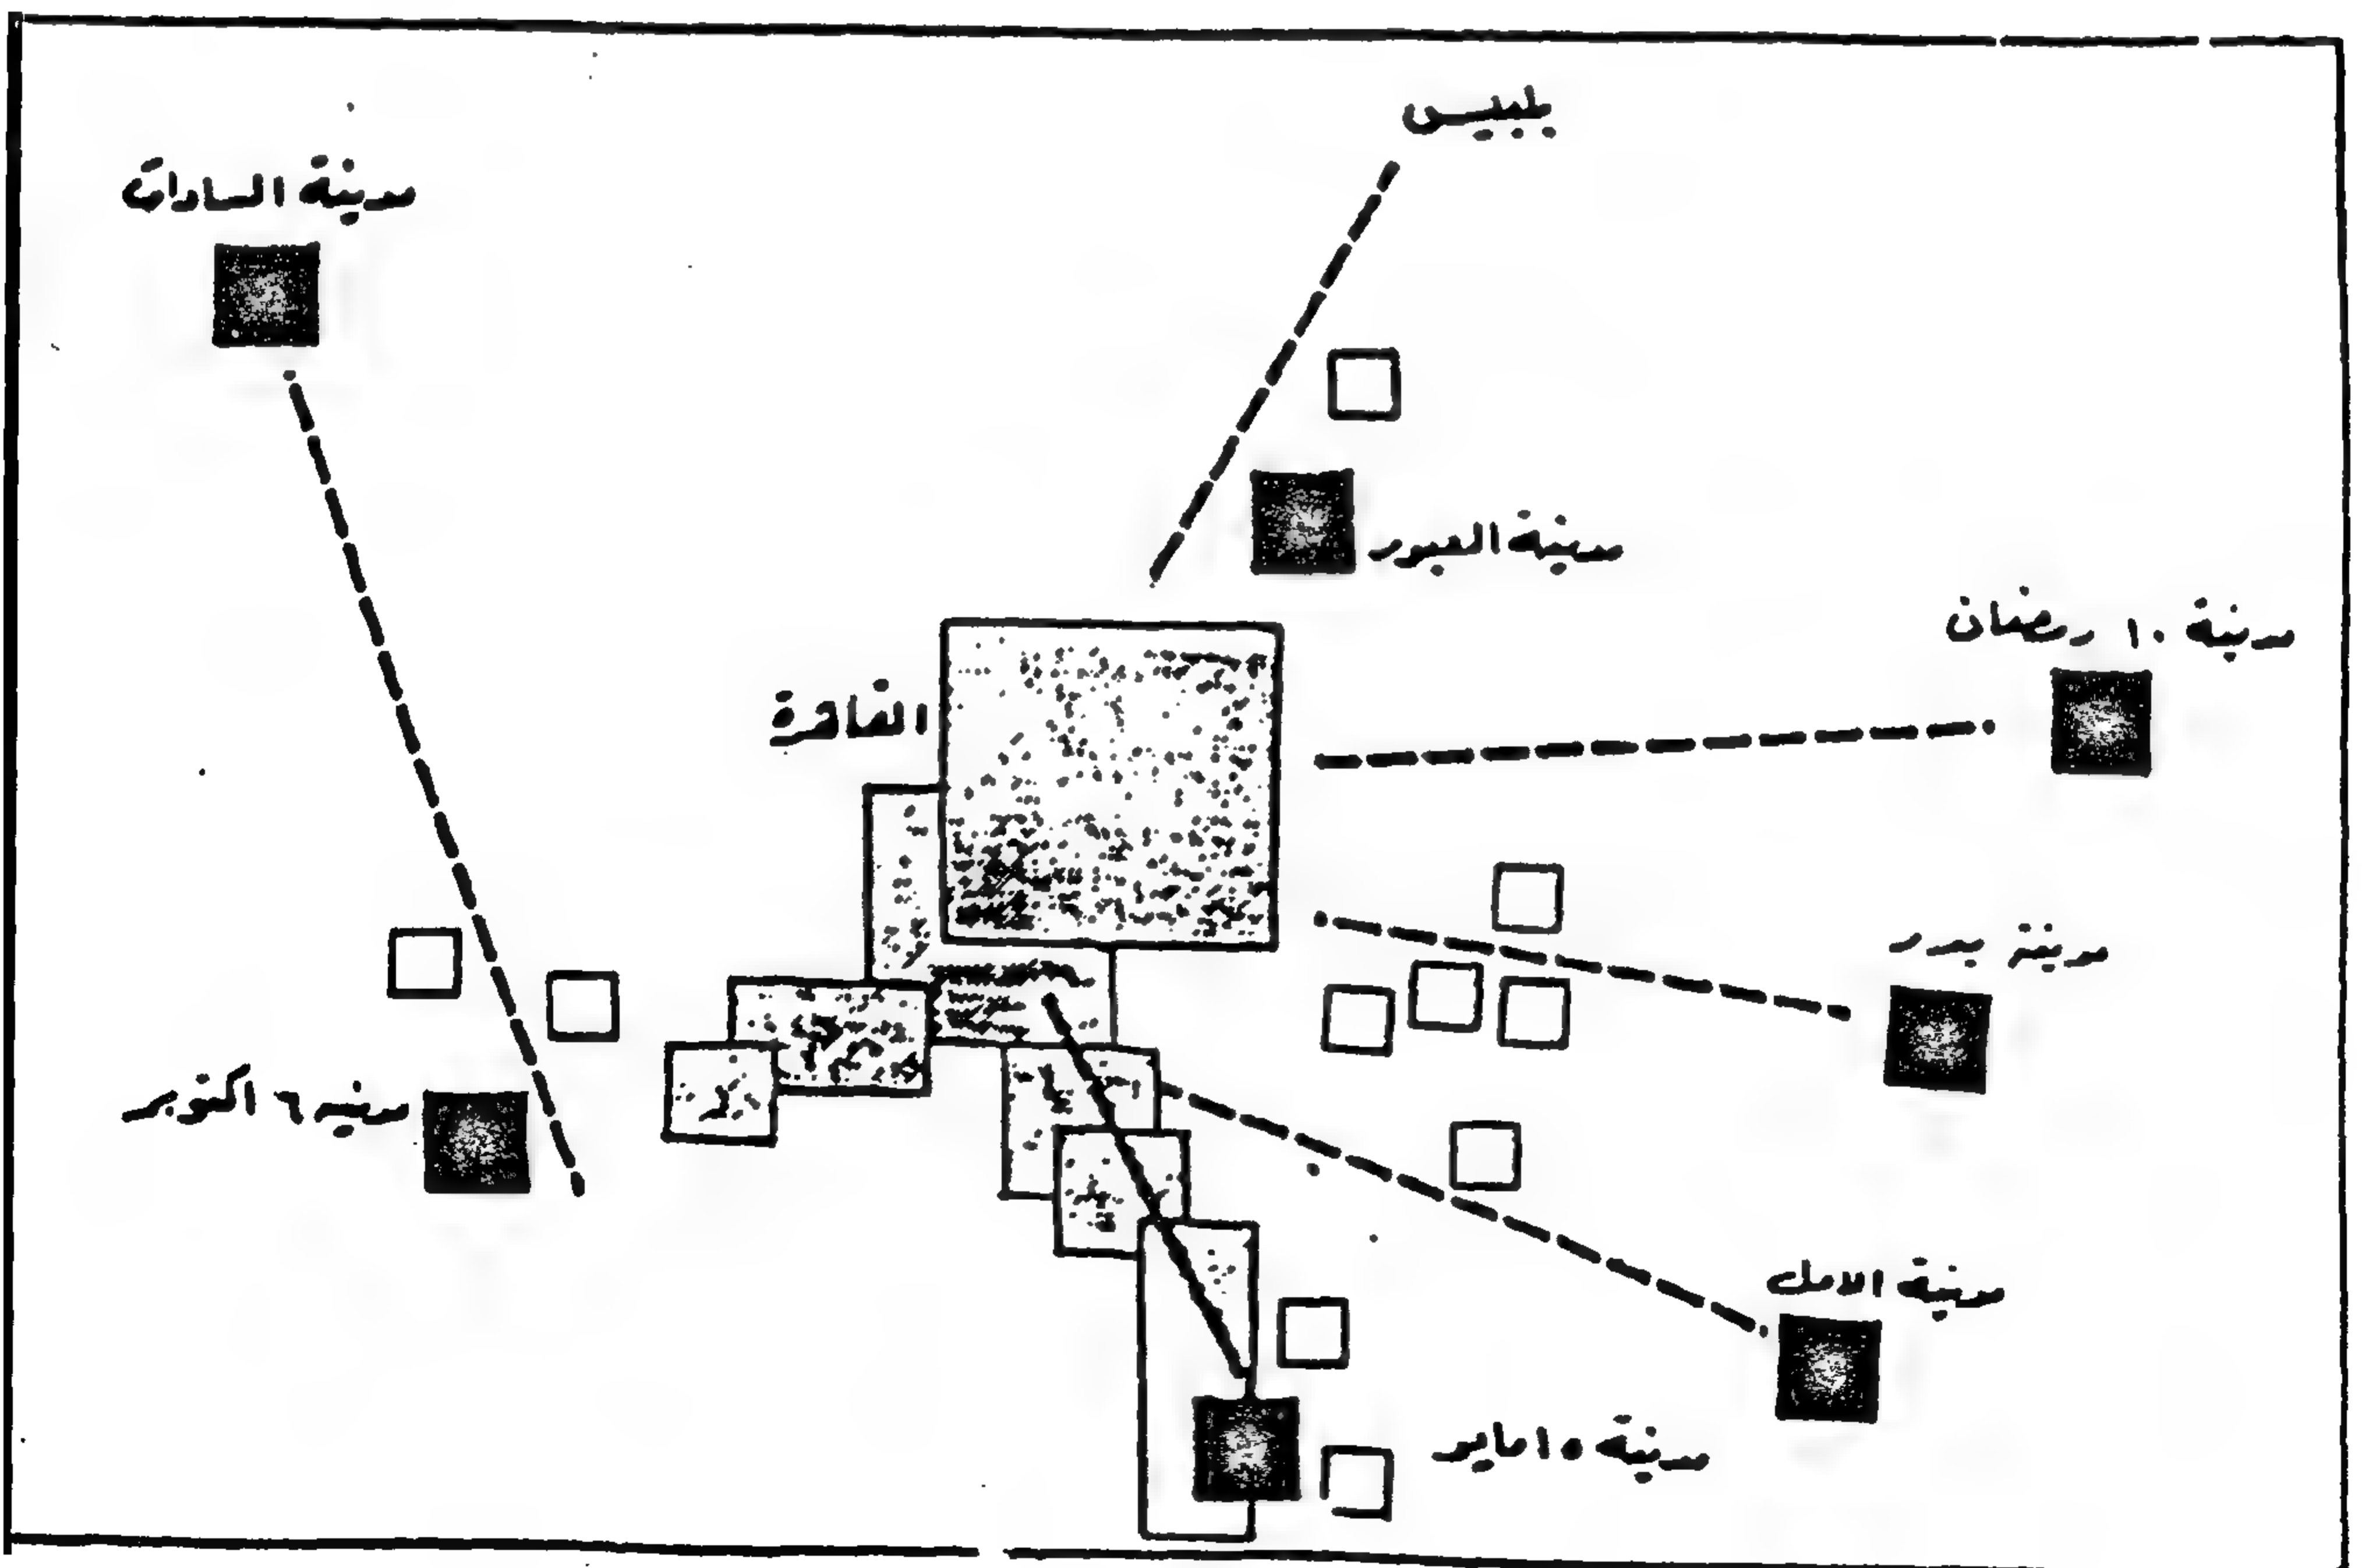 بلبيس
مدينة السادات
مدينة العبور
مدينة ١٠ رمضان
القاهرة
مدينة بدر
مدينة ٦ اكتوبر
مدينة الامل
مدينة ١٥ مايو